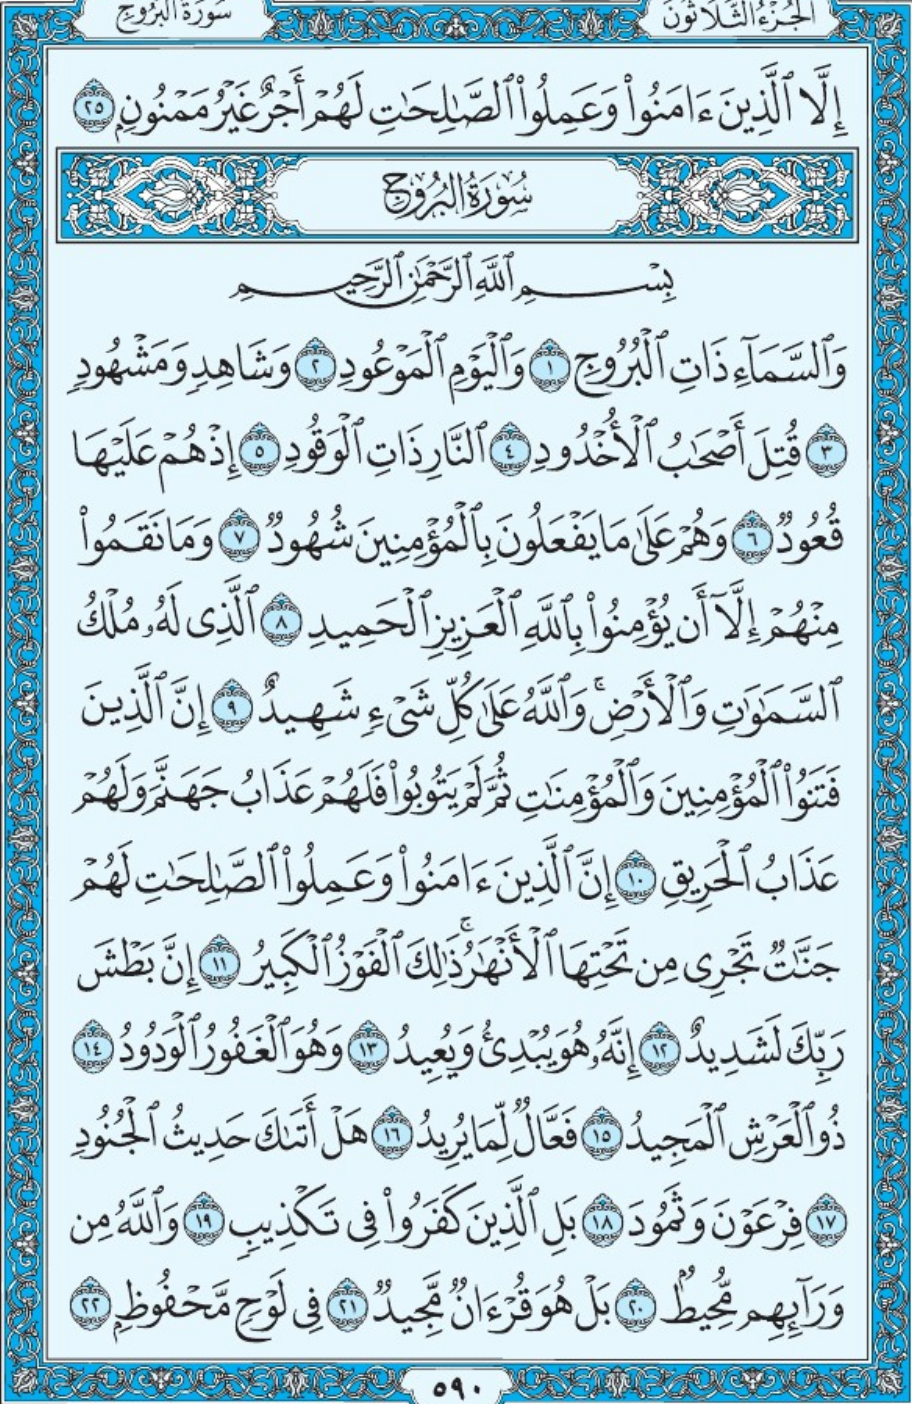 الجُزْءُ الثَّلَاثُونَ
سُورَةُ البُرُوجِ
إِلَّا ٱلَّذِينَ ءَامَنُوا۟ وَعَمِلُوا۟ ٱلصَّـٰلِحَـٰتِ لَهُمْ أَجْرٌ غَيْرُ مَمْنُونٍۭ ٢٥
سُورَةُ البُرُوجِ
بِسْمِ ٱللَّهِ ٱلرَّحْمَـٰنِ ٱلرَّحِيمِ
وَٱلسَّمَآءِ ذَاتِ ٱلْبُرُوجِ ١ وَٱلْيَوْمِ ٱلْمَوْعُودِ ٢ وَشَاهِدٍ وَمَشْهُودٍ
٣ قُتِلَ أَصْحَـٰبُ ٱلْأُخْدُودِ ٤ ٱلنَّارِ ذَاتِ ٱلْوَقُودِ ٥ إِذْ هُمْ عَلَيْهَا
قُعُودٌ ٦ وَهُمْ عَلَىٰ مَا يَفْعَلُونَ بِٱلْمُؤْمِنِينَ شُهُودٌ ٧ وَمَا نَقَمُوا۟
مِنْهُمْ إِلَّآ أَن يُؤْمِنُوا۟ بِٱللَّهِ ٱلْعَزِيزِ ٱلْحَمِيدِ ٨ ٱلَّذِى لَهُۥ مُلْكُ
ٱلسَّمَـٰوَٰتِ وَٱلْأَرْضِ ۚ وَٱللَّهُ عَلَىٰ كُلِّ شَىْءٍ شَهِيدٌ ٩ إِنَّ ٱلَّذِينَ
فَتَنُوا۟ ٱلْمُؤْمِنِينَ وَٱلْمُؤْمِنَـٰتِ ثُمَّ لَمْ يَتُوبُوا۟ فَلَهُمْ عَذَابُ جَهَنَّمَ وَلَهُمْ
عَذَابُ ٱلْحَرِيقِ ١٠ إِنَّ ٱلَّذِينَ ءَامَنُوا۟ وَعَمِلُوا۟ ٱلصَّـٰلِحَـٰتِ لَهُمْ
جَنَّـٰتٌ تَجْرِى مِن تَحْتِهَا ٱلْأَنْهَـٰرُ ۚ ذَٰلِكَ ٱلْفَوْزُ ٱلْكَبِيرُ ١١ إِنَّ بَطْشَ
رَبِّكَ لَشَدِيدٌ ١٢ إِنَّهُۥ هُوَ يُبْدِئُ وَيُعِيدُ ١٣ وَهُوَ ٱلْغَفُورُ ٱلْوَدُودُ ١٤
ذُو ٱلْعَرْشِ ٱلْمَجِيدُ ١٥ فَعَّالٌ لِّمَا يُرِيدُ ١٦ هَلْ أَتَىٰكَ حَدِيثُ ٱلْجُنُودِ
١٧ فِرْعَوْنَ وَثَمُودَ ١٨ بَلِ ٱلَّذِينَ كَفَرُوا۟ فِى تَكْذِيبٍ ١٩ وَٱللَّهُ مِن
وَرَآئِهِم مُّحِيطٌۢ ٢٠ بَلْ هُوَ قُرْءَانٌ مَّجِيدٌ ٢١ فِى لَوْحٍ مَّحْفُوظٍۭ ٢٢
٥٩٠